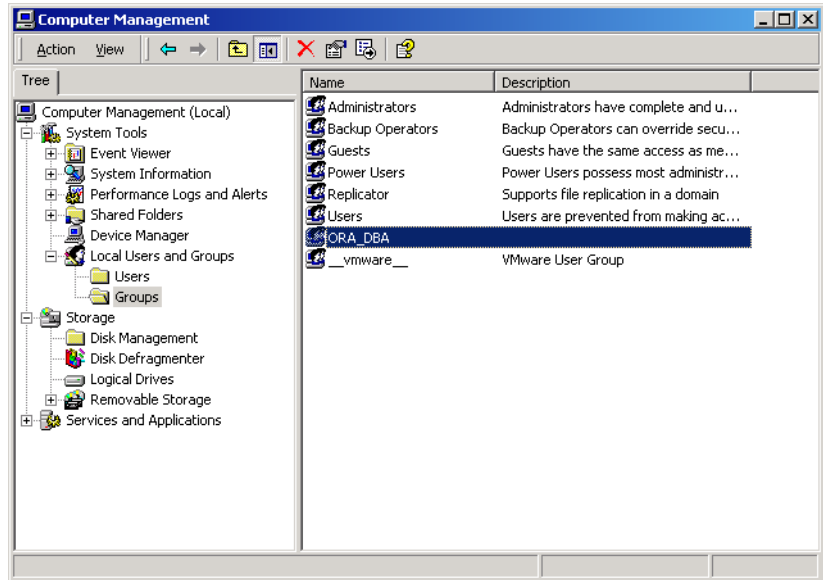 Computer Management
Action View
Tree
Computer Management (Local)
System Tools
Event Viewer
System Information
Performance Logs and Alerts
Shared Folders
Device Manager
Local Users and Groups
Users
Groups
Storage
Disk Management
Disk Defragmenter
Logical Drives
Removable Storage
Services and Applications
Name Description
Administrators Administrators have complete and u...
Backup Operators Backup Operators can override secu...
Guests Guests have the same access as me...
Power Users Power Users possess most administr...
Replicator Supports file replication in a domain
Users Users are prevented from making ac...
ORA_DBA
__vmware__ VMware User Group